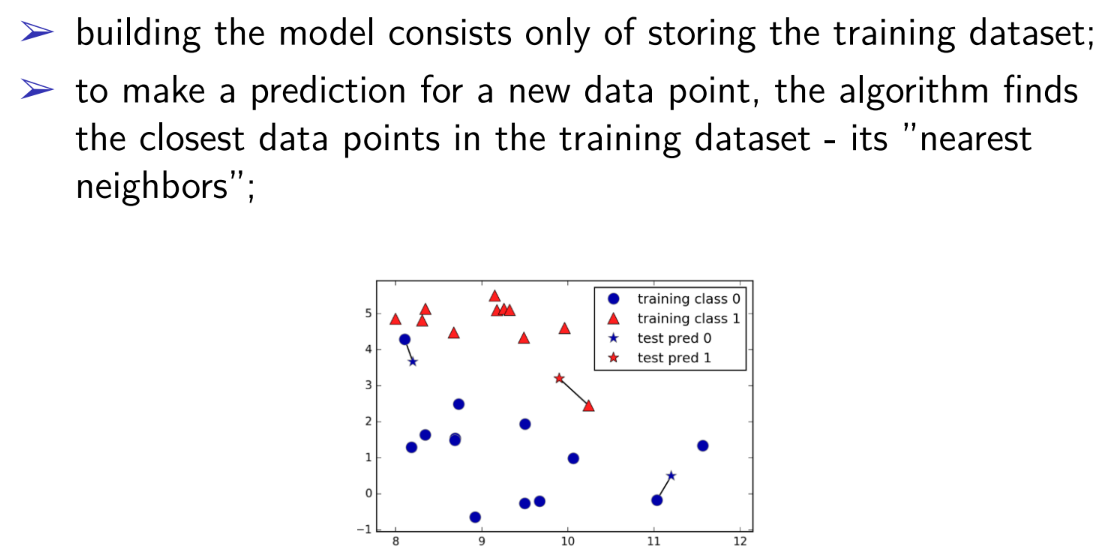 building the model consists only of storing the training dataset;
to make a prediction for a new data point, the algorithm finds
the closest data points in the training dataset - its ”nearest
neighbors”;
training class 0
training class 1
test pred 0
test pred 1
5
4
3
2
1
0
−1
8 9 10 11 12